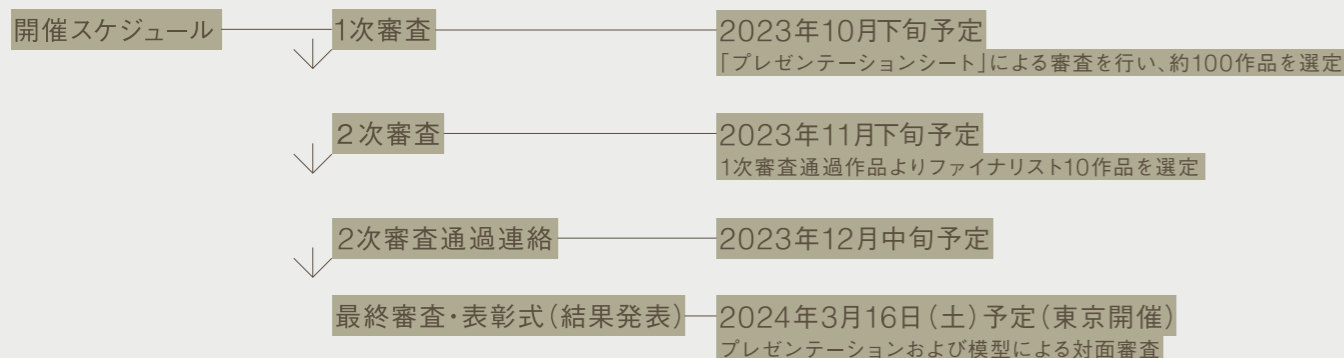 開催スケジュール
1次審査
2023年10月下旬予定
「プレゼンテーションシート」による審査を行い、約100作品を選定
2次審査
2023年11月下旬予定
1次審査通過作品よりファイナリスト10作品を選定
2次審査通過連絡
2023年12月中旬予定
最終審査・表彰式(結果発表)
2024年3月16日(土)予定(東京開催)
プレゼンテーションおよび模型による対面審査